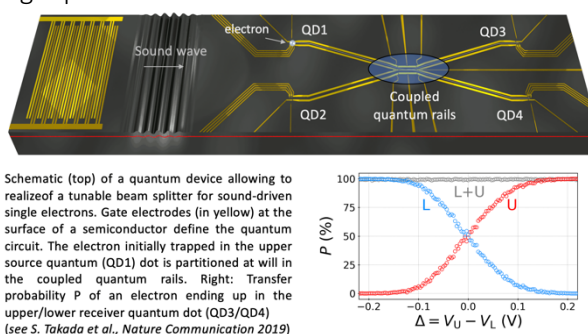 QD1
QD3
electron
Sound wave
Coupled
quantum rails
QD2
QD4
Schematic (top) of a quantum device allowing to
realizeof a tunable beam splitter for sound-driven
single electrons. Gate electrodes (in yellow) at the
surface of a semiconductor define the quantum
circuit. The electron initially trapped in the upper
source quantum (QD1) dot is partitioned at will in
the coupled quantum rails. Right: Transfer
probability P of an electron ending up in the
upper/lower receiver quantum dot (QD3/QD4)
(see S. Takada et al., Nature Communication 2019)
100
75
50
25
0
P (%)
L+U
L
U
−0.2
−0.1
0.0
0.1
0.2
Δ = VU − VL (V)